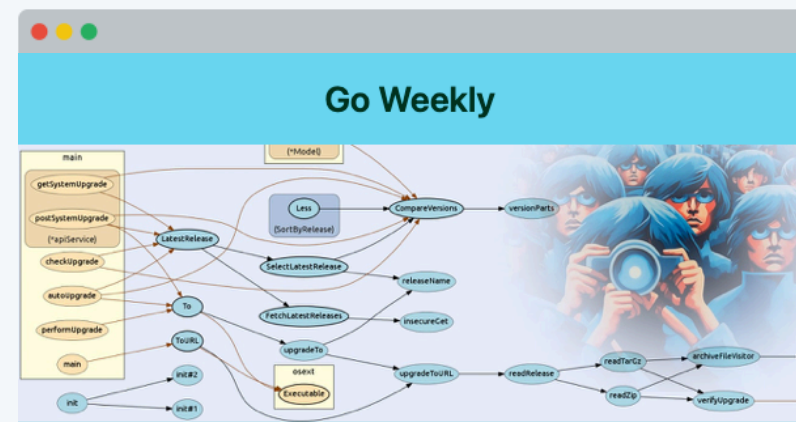 Go Weekly
main
getSystemUpgrade
postSystemUpgrade
(*apiService)
checkUpgrade
autoUpgrade
performUpgrade
main
init
LatestRelease
To
ToURL
init#2
init#1
(*Model)
Less
(SortByRelease)
SelectLatestRelease
FetchLatestReleases
upgradeTo
osext
Executable
CompareVersions
releaseName
insecureGet
upgradeToURL
versionParts
readRelease
readTarGz
readZip
archiveFileVisitor
verifyUpgrade